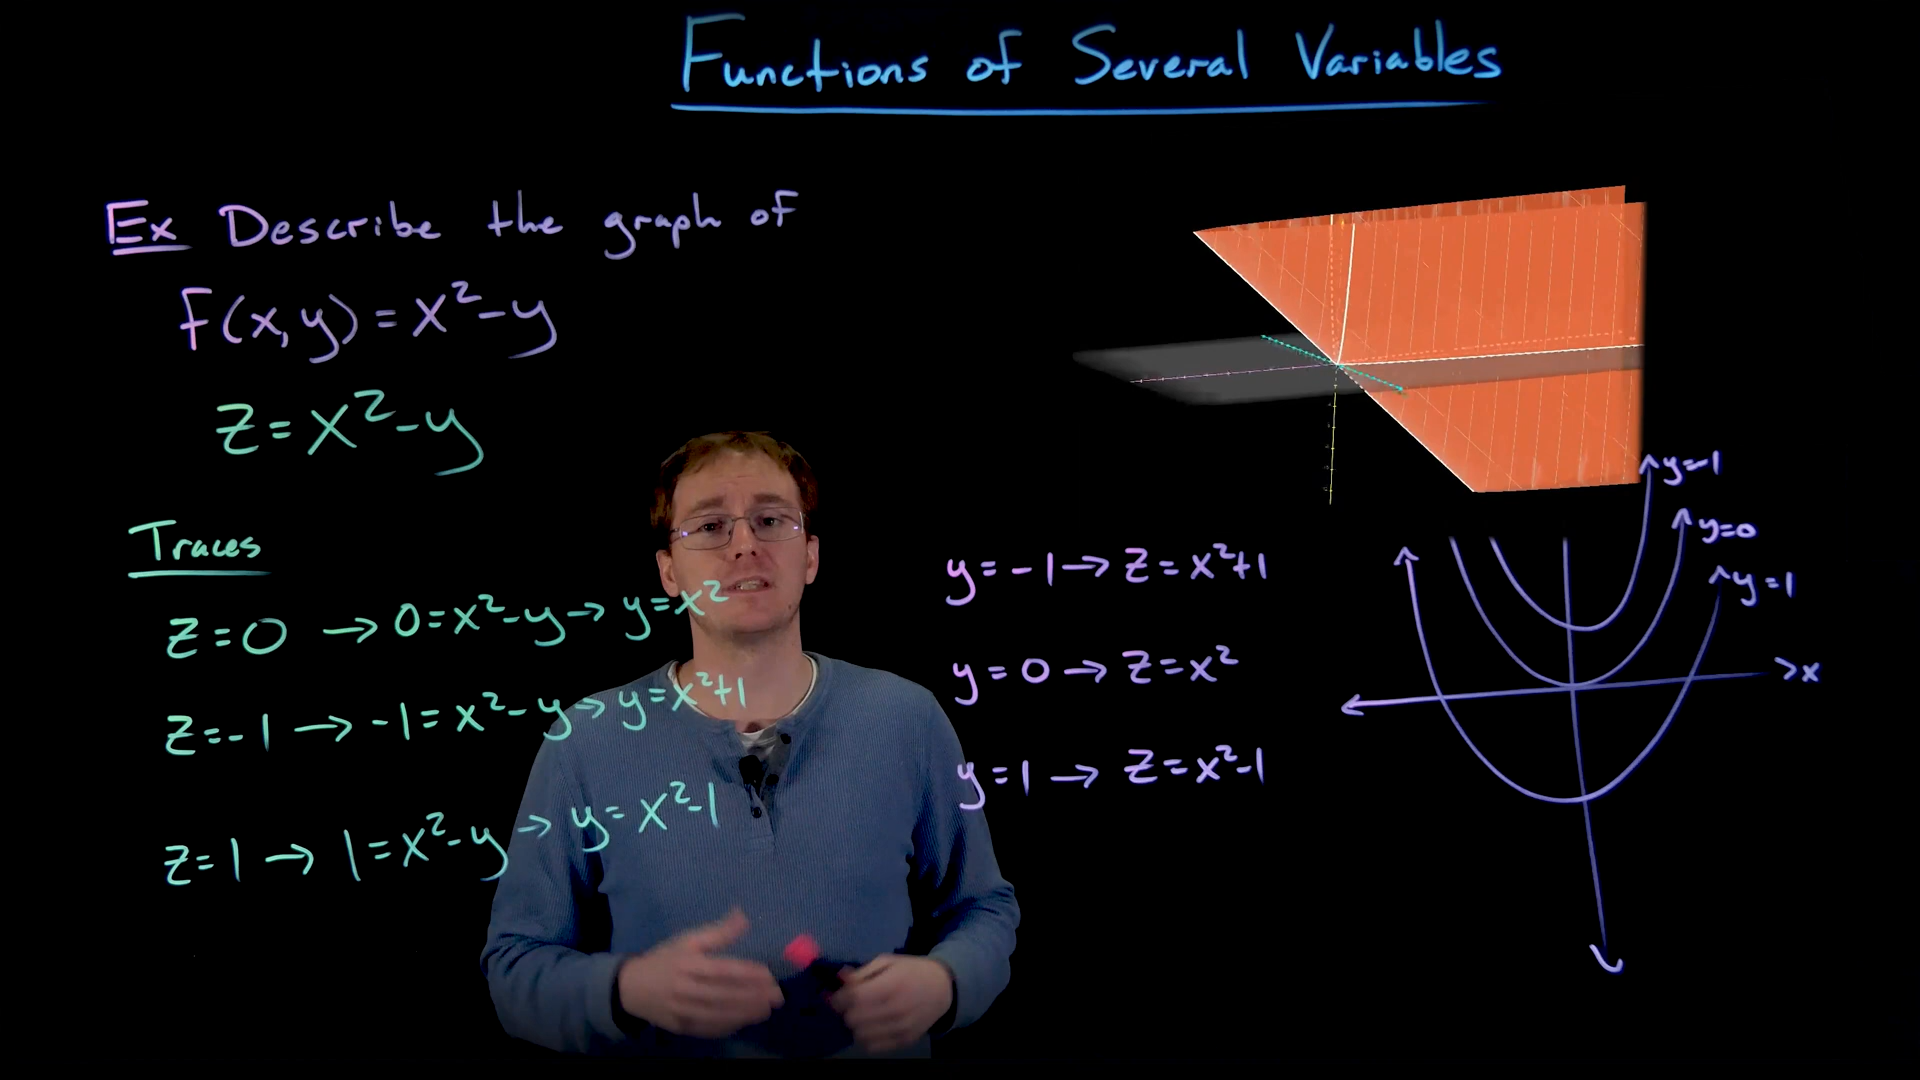 Functions of Several Variables
Ex Describe the graph of
f(x,y) = x²-y
z = x²-y
Traces
z=0 → 0=x²-y → y=x²
z=-1 → -1=x²-y → y=x²+1
z=1 → 1=x²-y → y=x²-1
y=-1 → z=x²+1
y=0 → z=x²
y=1 → z=x²-1
y=-1
y=0
y=1
x